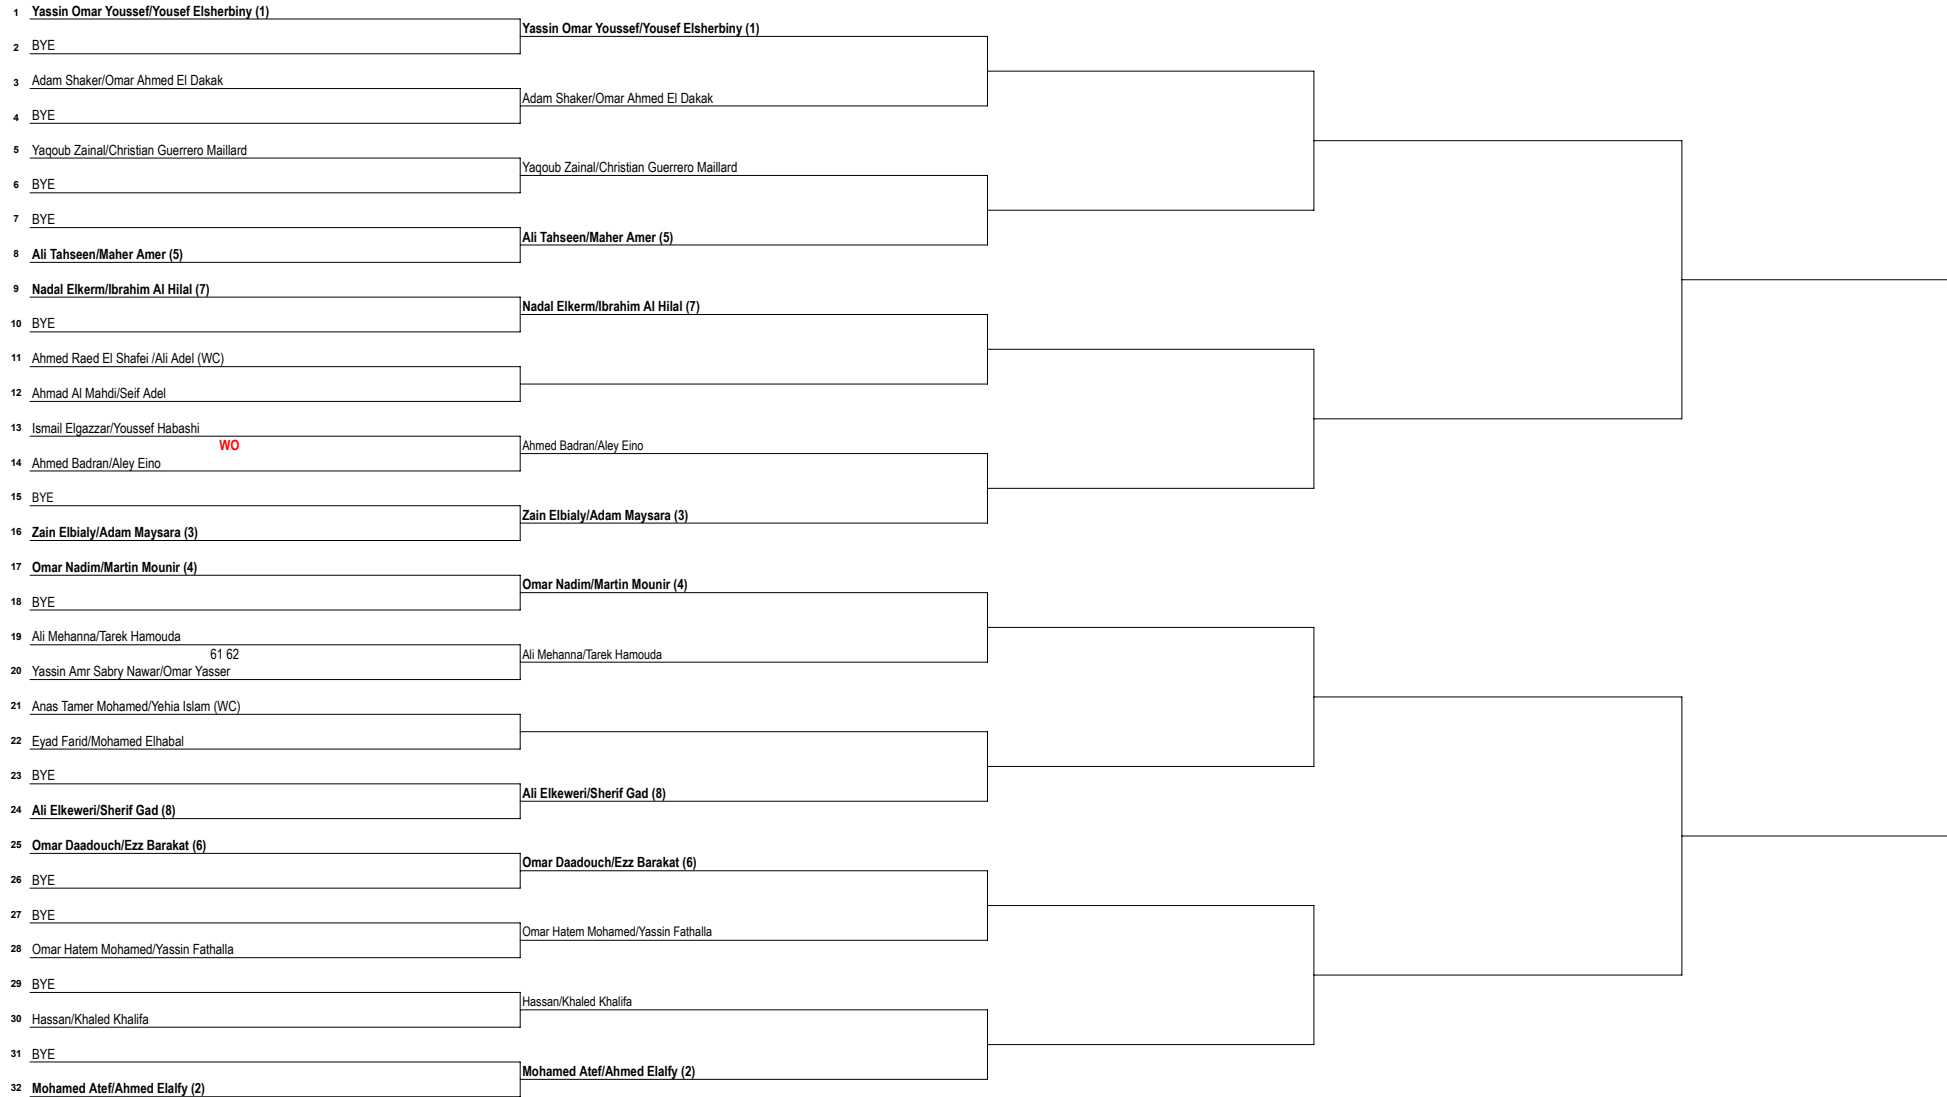 1 Yassin Omar Youssef/Yousef Elsherbiny (1)
Yassin Omar Youssef/Yousef Elsherbiny (1)
2 BYE
3 Adam Shaker/Omar Ahmed El Dakak
Adam Shaker/Omar Ahmed El Dakak
4 BYE
5 Yaqoub Zainal/Christian Guerrero Maillard
Yaqoub Zainal/Christian Guerrero Maillard
6 BYE
7 BYE
Ali Tahseen/Maher Amer (5)
8 Ali Tahseen/Maher Amer (5)
9 Nadal Elkerm/Ibrahim Al Hilal (7)
Nadal Elkerm/Ibrahim Al Hilal (7)
10 BYE
11 Ahmed Raed El Shafei /Ali Adel (WC)
12 Ahmad Al Mahdi/Seif Adel
13 Ismail Elgazzar/Youssef Habashi
WO
Ahmed Badran/Aley Eino
14 Ahmed Badran/Aley Eino
15 BYE
Zain Elbialy/Adam Maysara (3)
16 Zain Elbialy/Adam Maysara (3)
17 Omar Nadim/Martin Mounir (4)
Omar Nadim/Martin Mounir (4)
18 BYE
19 Ali Mehanna/Tarek Hamouda
61 62
Ali Mehanna/Tarek Hamouda
20 Yassin Amr Sabry Nawar/Omar Yasser
21 Anas Tamer Mohamed/Yehia Islam (WC)
22 Eyad Farid/Mohamed Elhabal
23 BYE
Ali Elkeweri/Sherif Gad (8)
24 Ali Elkeweri/Sherif Gad (8)
25 Omar Daadouch/Ezz Barakat (6)
Omar Daadouch/Ezz Barakat (6)
26 BYE
27 BYE
Omar Hatem Mohamed/Yassin Fathalla
28 Omar Hatem Mohamed/Yassin Fathalla
29 BYE
Hassan/Khaled Khalifa
30 Hassan/Khaled Khalifa
31 BYE
Mohamed Atef/Ahmed Elalfy (2)
32 Mohamed Atef/Ahmed Elalfy (2)